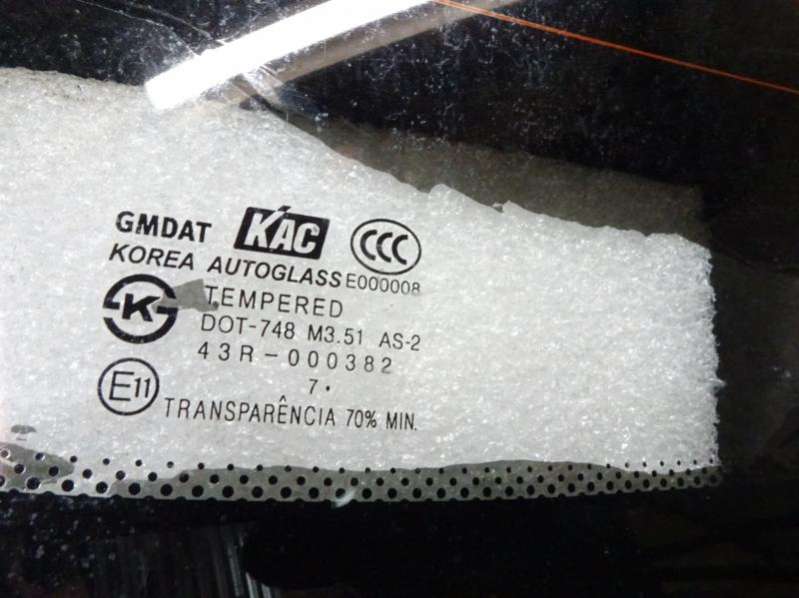 GMDAT KAC CCC
KOREA AUTOGLASS E000008
K TEMPERED
DOT-748 M3.51 AS-2
43R-000382
7.
E11 TRANSPARÊNCIA 70% MIN.